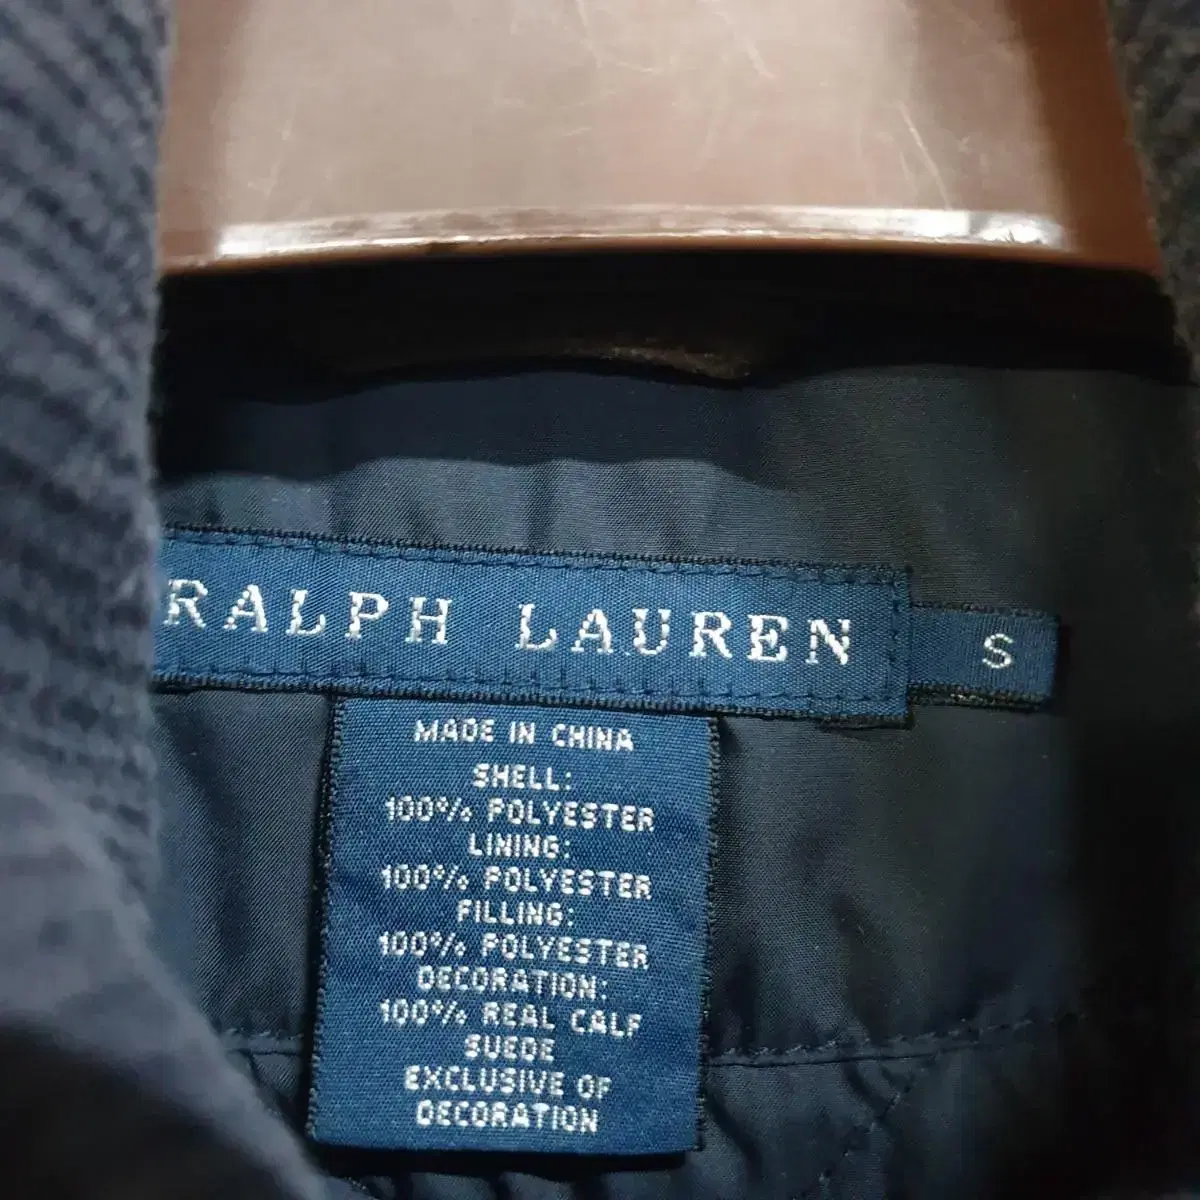 RALPH LAUREN
S
MADE IN CHINA
SHELL:
100% POLYESTER
LINING:
100% POLYESTER
FILLING:
100% POLYESTER
DECORATION:
100% REAL CALF
SUEDE
EXCLUSIVE OF
DECORATION